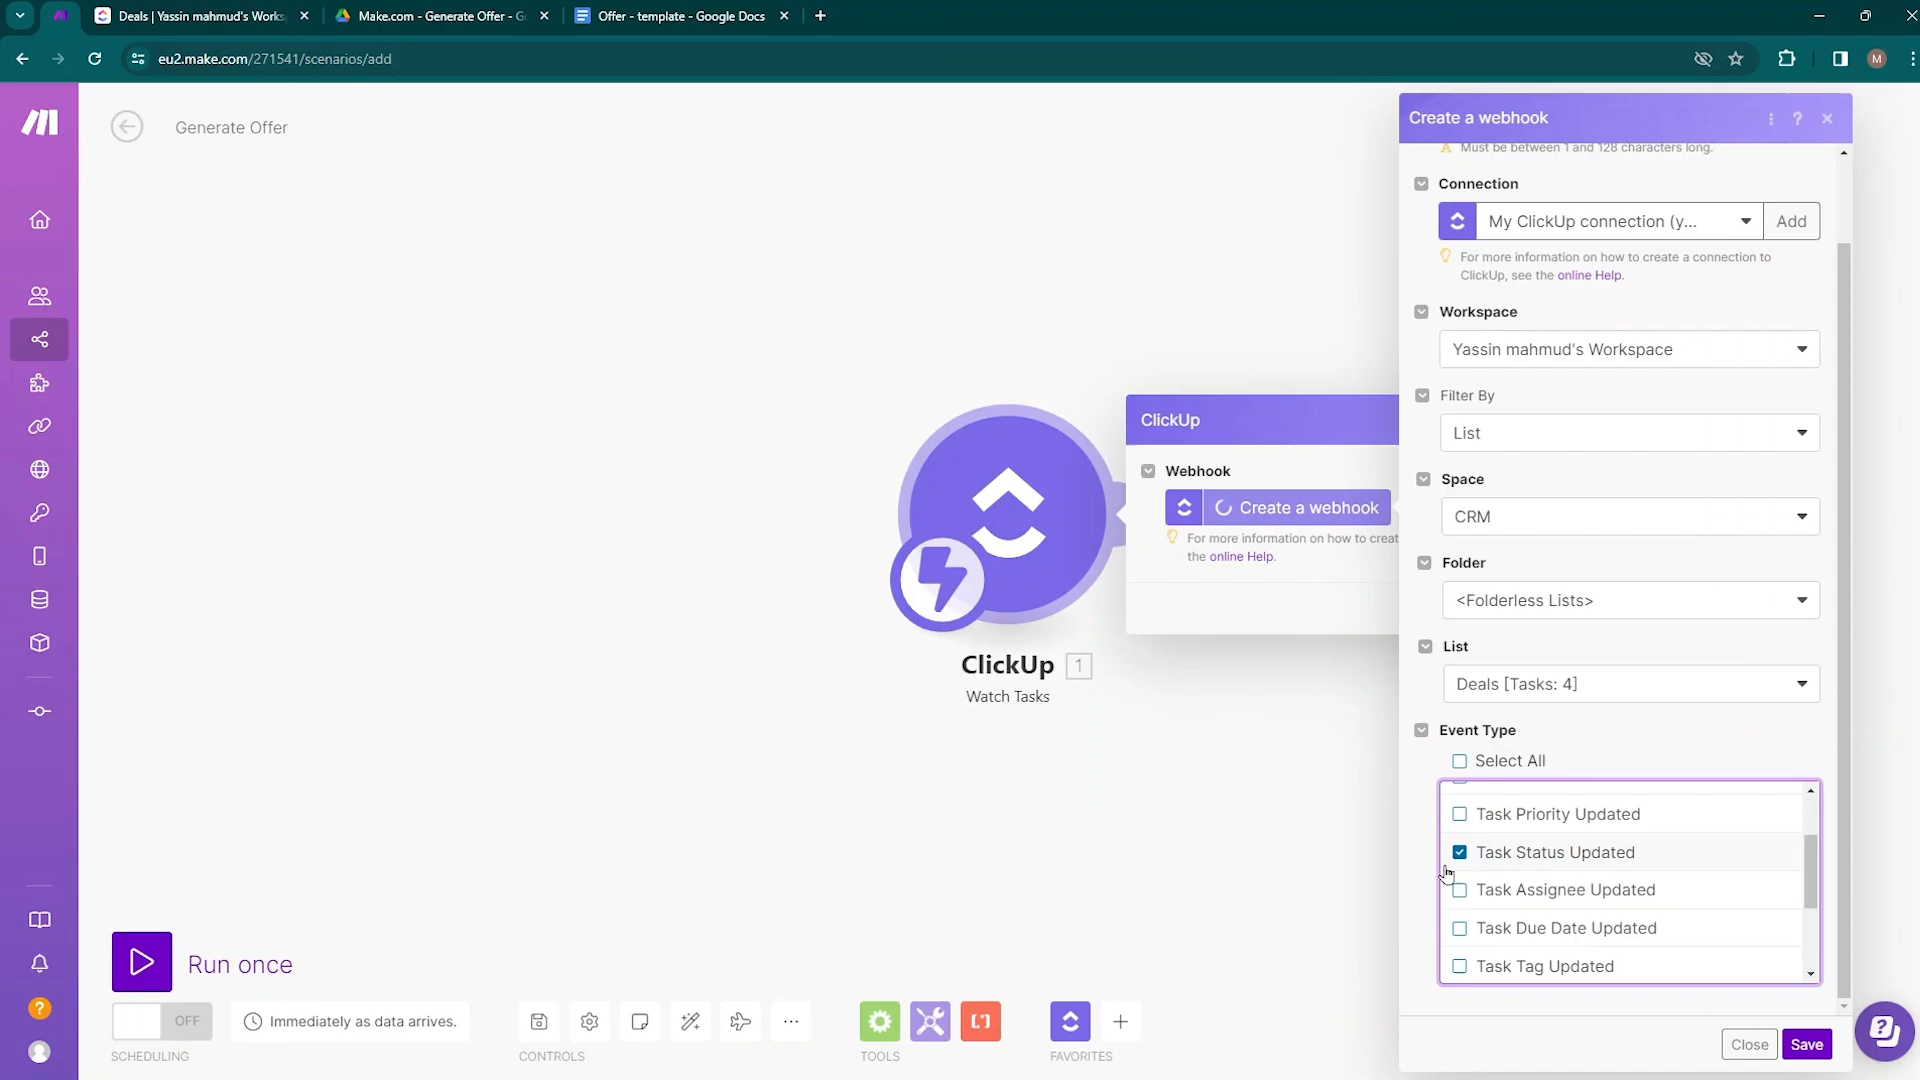 Deals | Yassin mahmud's Works
Make.com - Generate Offer - G
Offer - template - Google Docs
eu2.make.com/271541/scenarios/add
M
Generate Offer
Create a webhook
Must be between 1 and 128 characters long.
Connection
My ClickUp connection (y...
Add
For more information on how to create a connection to
ClickUp, see the online Help.
Workspace
Yassin mahmud's Workspace
Filter By
List
Space
CRM
Folder
<Folderless Lists>
List
Deals [Tasks: 4]
Event Type
Select All
Task Priority Updated
Task Status Updated
Task Assignee Updated
Task Due Date Updated
Task Tag Updated
Close
Save
ClickUp
Webhook
Create a webhook
For more information on how to creat
the online Help.
ClickUp 1
Watch Tasks
Run once
OFF
Immediately as data arrives.
SCHEDULING
CONTROLS
TOOLS
FAVORITES